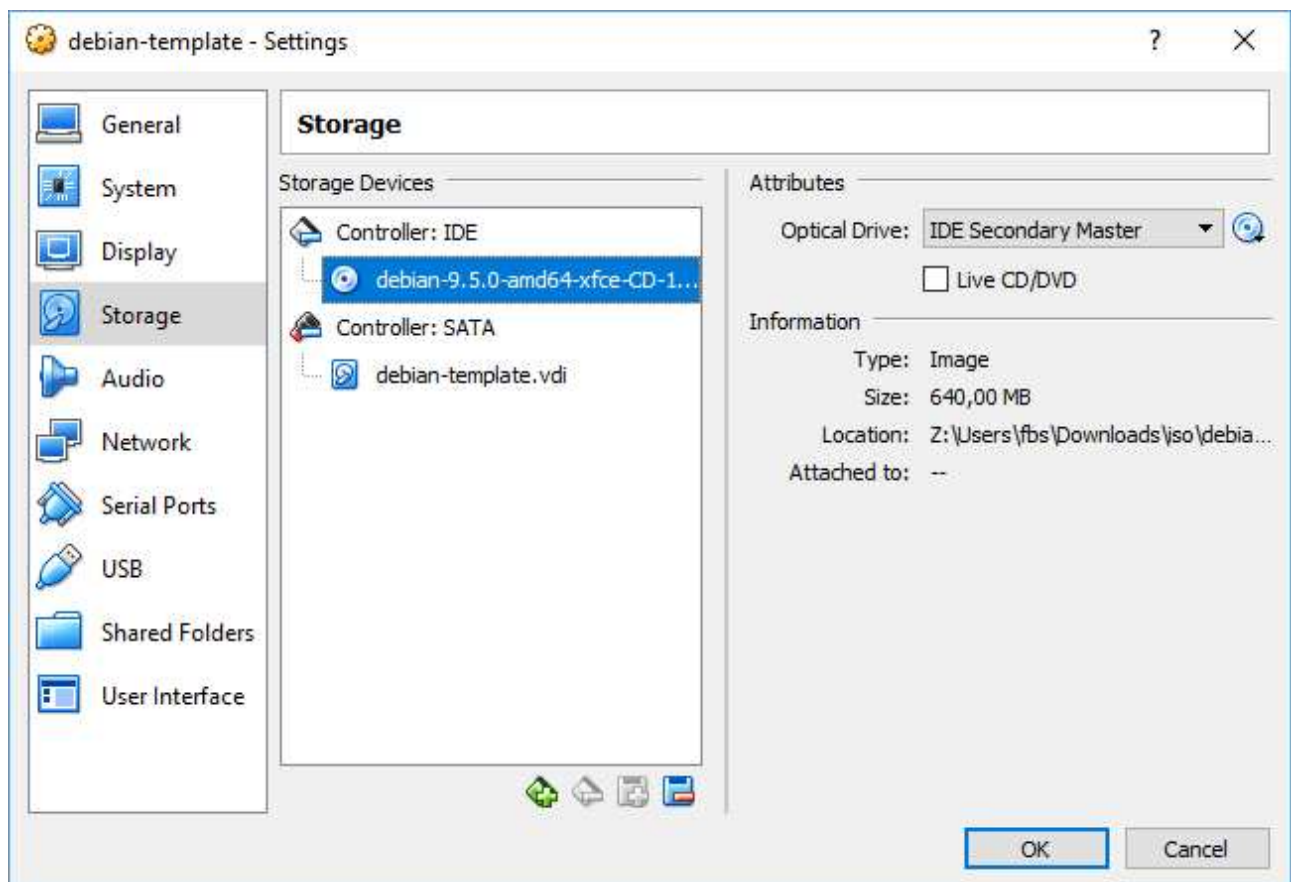 debian-template - Settings
?
General
System
Display
Storage
Audio
Network
Serial Ports
USB
Shared Folders
User Interface
Storage
Storage Devices
Controller: IDE
debian-9.5.0-amd64-xfce-CD-1...
Controller: SATA
debian-template.vdi
Attributes
Optical Drive: IDE Secondary Master
Live CD/DVD
Information
Type: Image
Size: 640,00 MB
Location: Z:\Users\fbs\Downloads\iso\debia...
Attached to: --
OK
Cancel